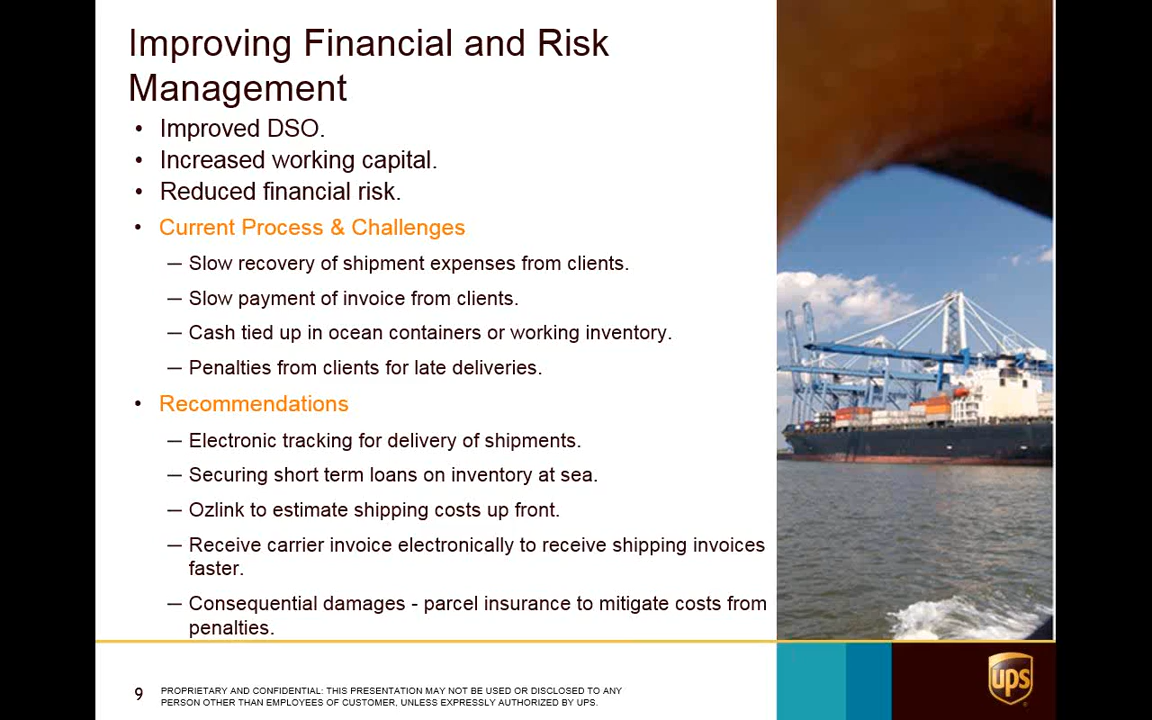 Improving Financial and Risk
Management
• Improved DSO.
• Increased working capital.
• Reduced financial risk.
• Current Process & Challenges
— Slow recovery of shipment expenses from clients.
— Slow payment of invoice from clients.
— Cash tied up in ocean containers or working inventory.
— Penalties from clients for late deliveries.
• Recommendations
— Electronic tracking for delivery of shipments.
— Securing short term loans on inventory at sea.
— Ozlink to estimate shipping costs up front.
— Receive carrier invoice electronically to receive shipping invoices
faster.
— Consequential damages - parcel insurance to mitigate costs from
penalties.
9
PROPRIETARY AND CONFIDENTIAL: THIS PRESENTATION MAY NOT BE USED OR DISCLOSED TO ANY
PERSON OTHER THAN EMPLOYEES OF CUSTOMER, UNLESS EXPRESSLY AUTHORIZED BY UPS.
ups